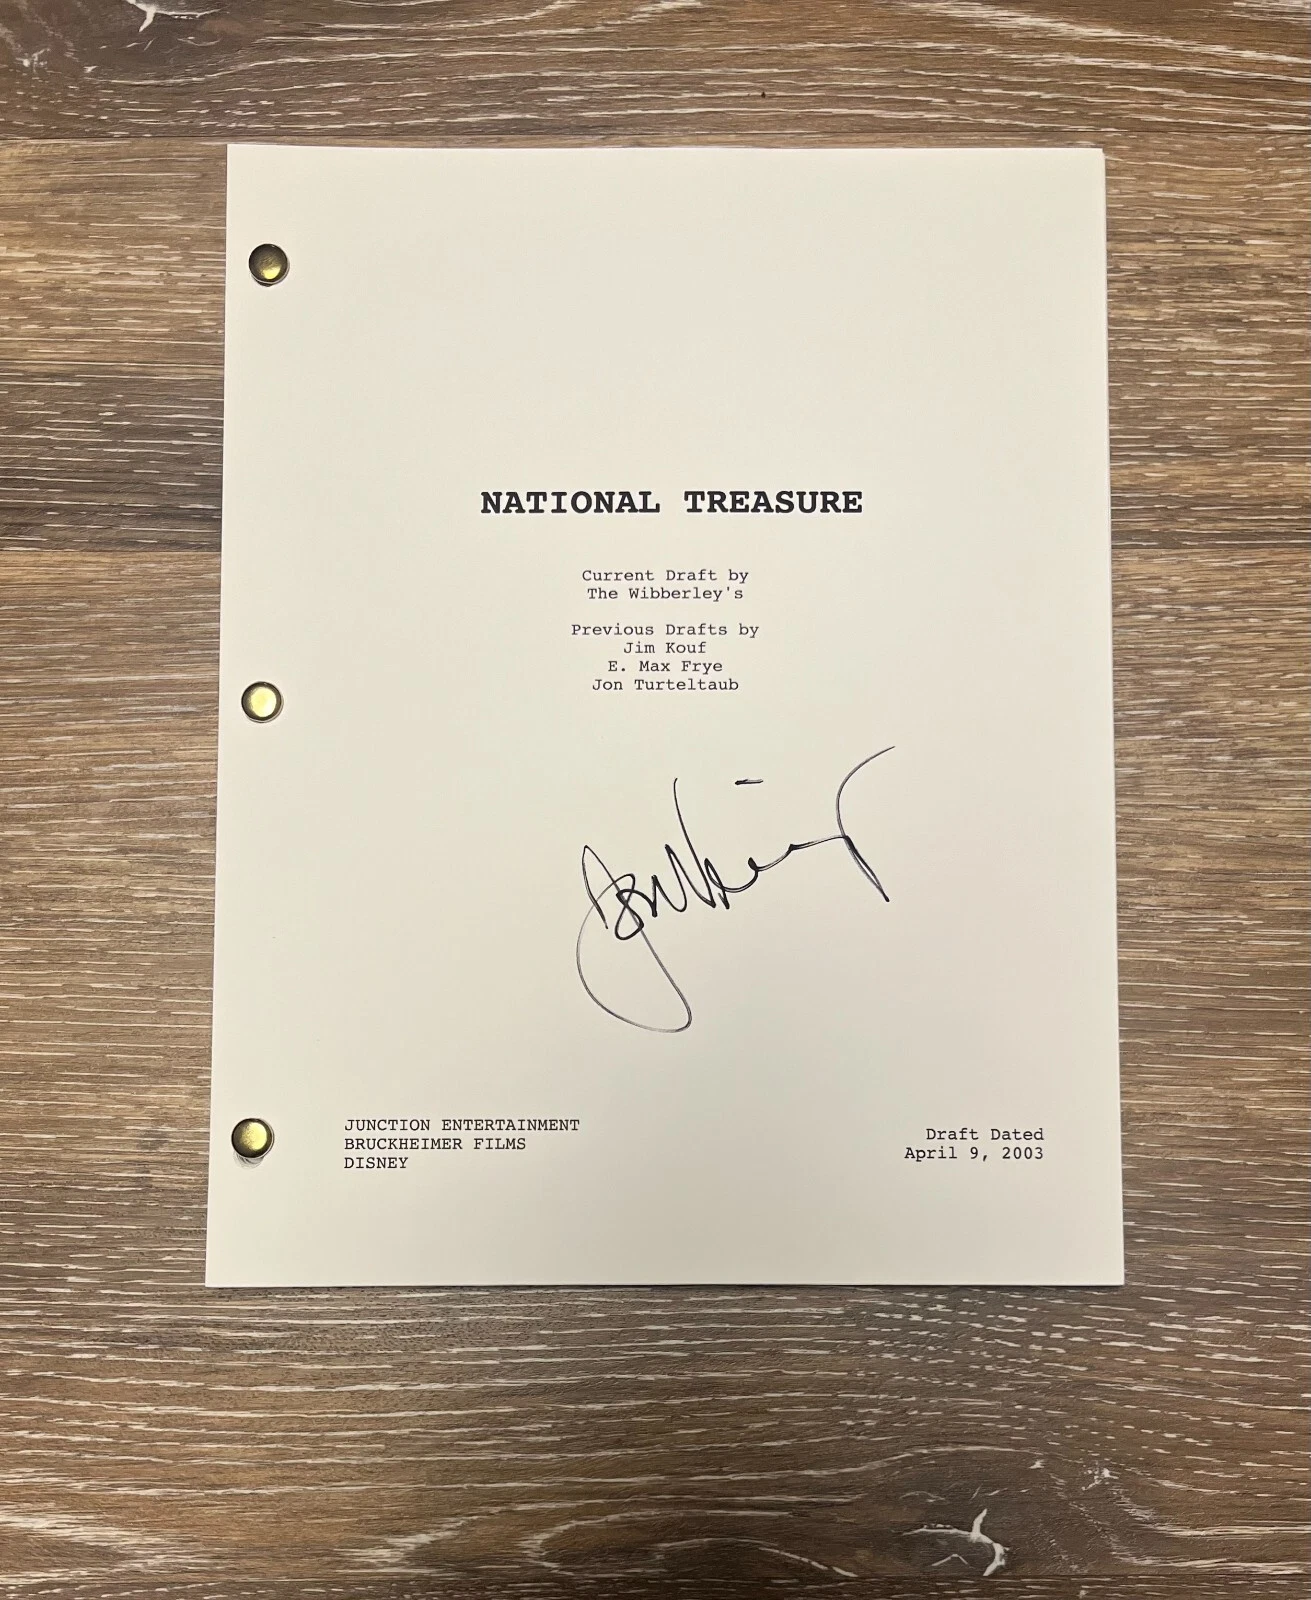 NATIONAL TREASURE
Current Draft by
The Wibberley's
Previous Drafts by
Jim Kouf
E. Max Frye
Jon Turteltaub
JUNCTION ENTERTAINMENT
BRUCKHEIMER FILMS
DISNEY
Draft Dated
April 9, 2003